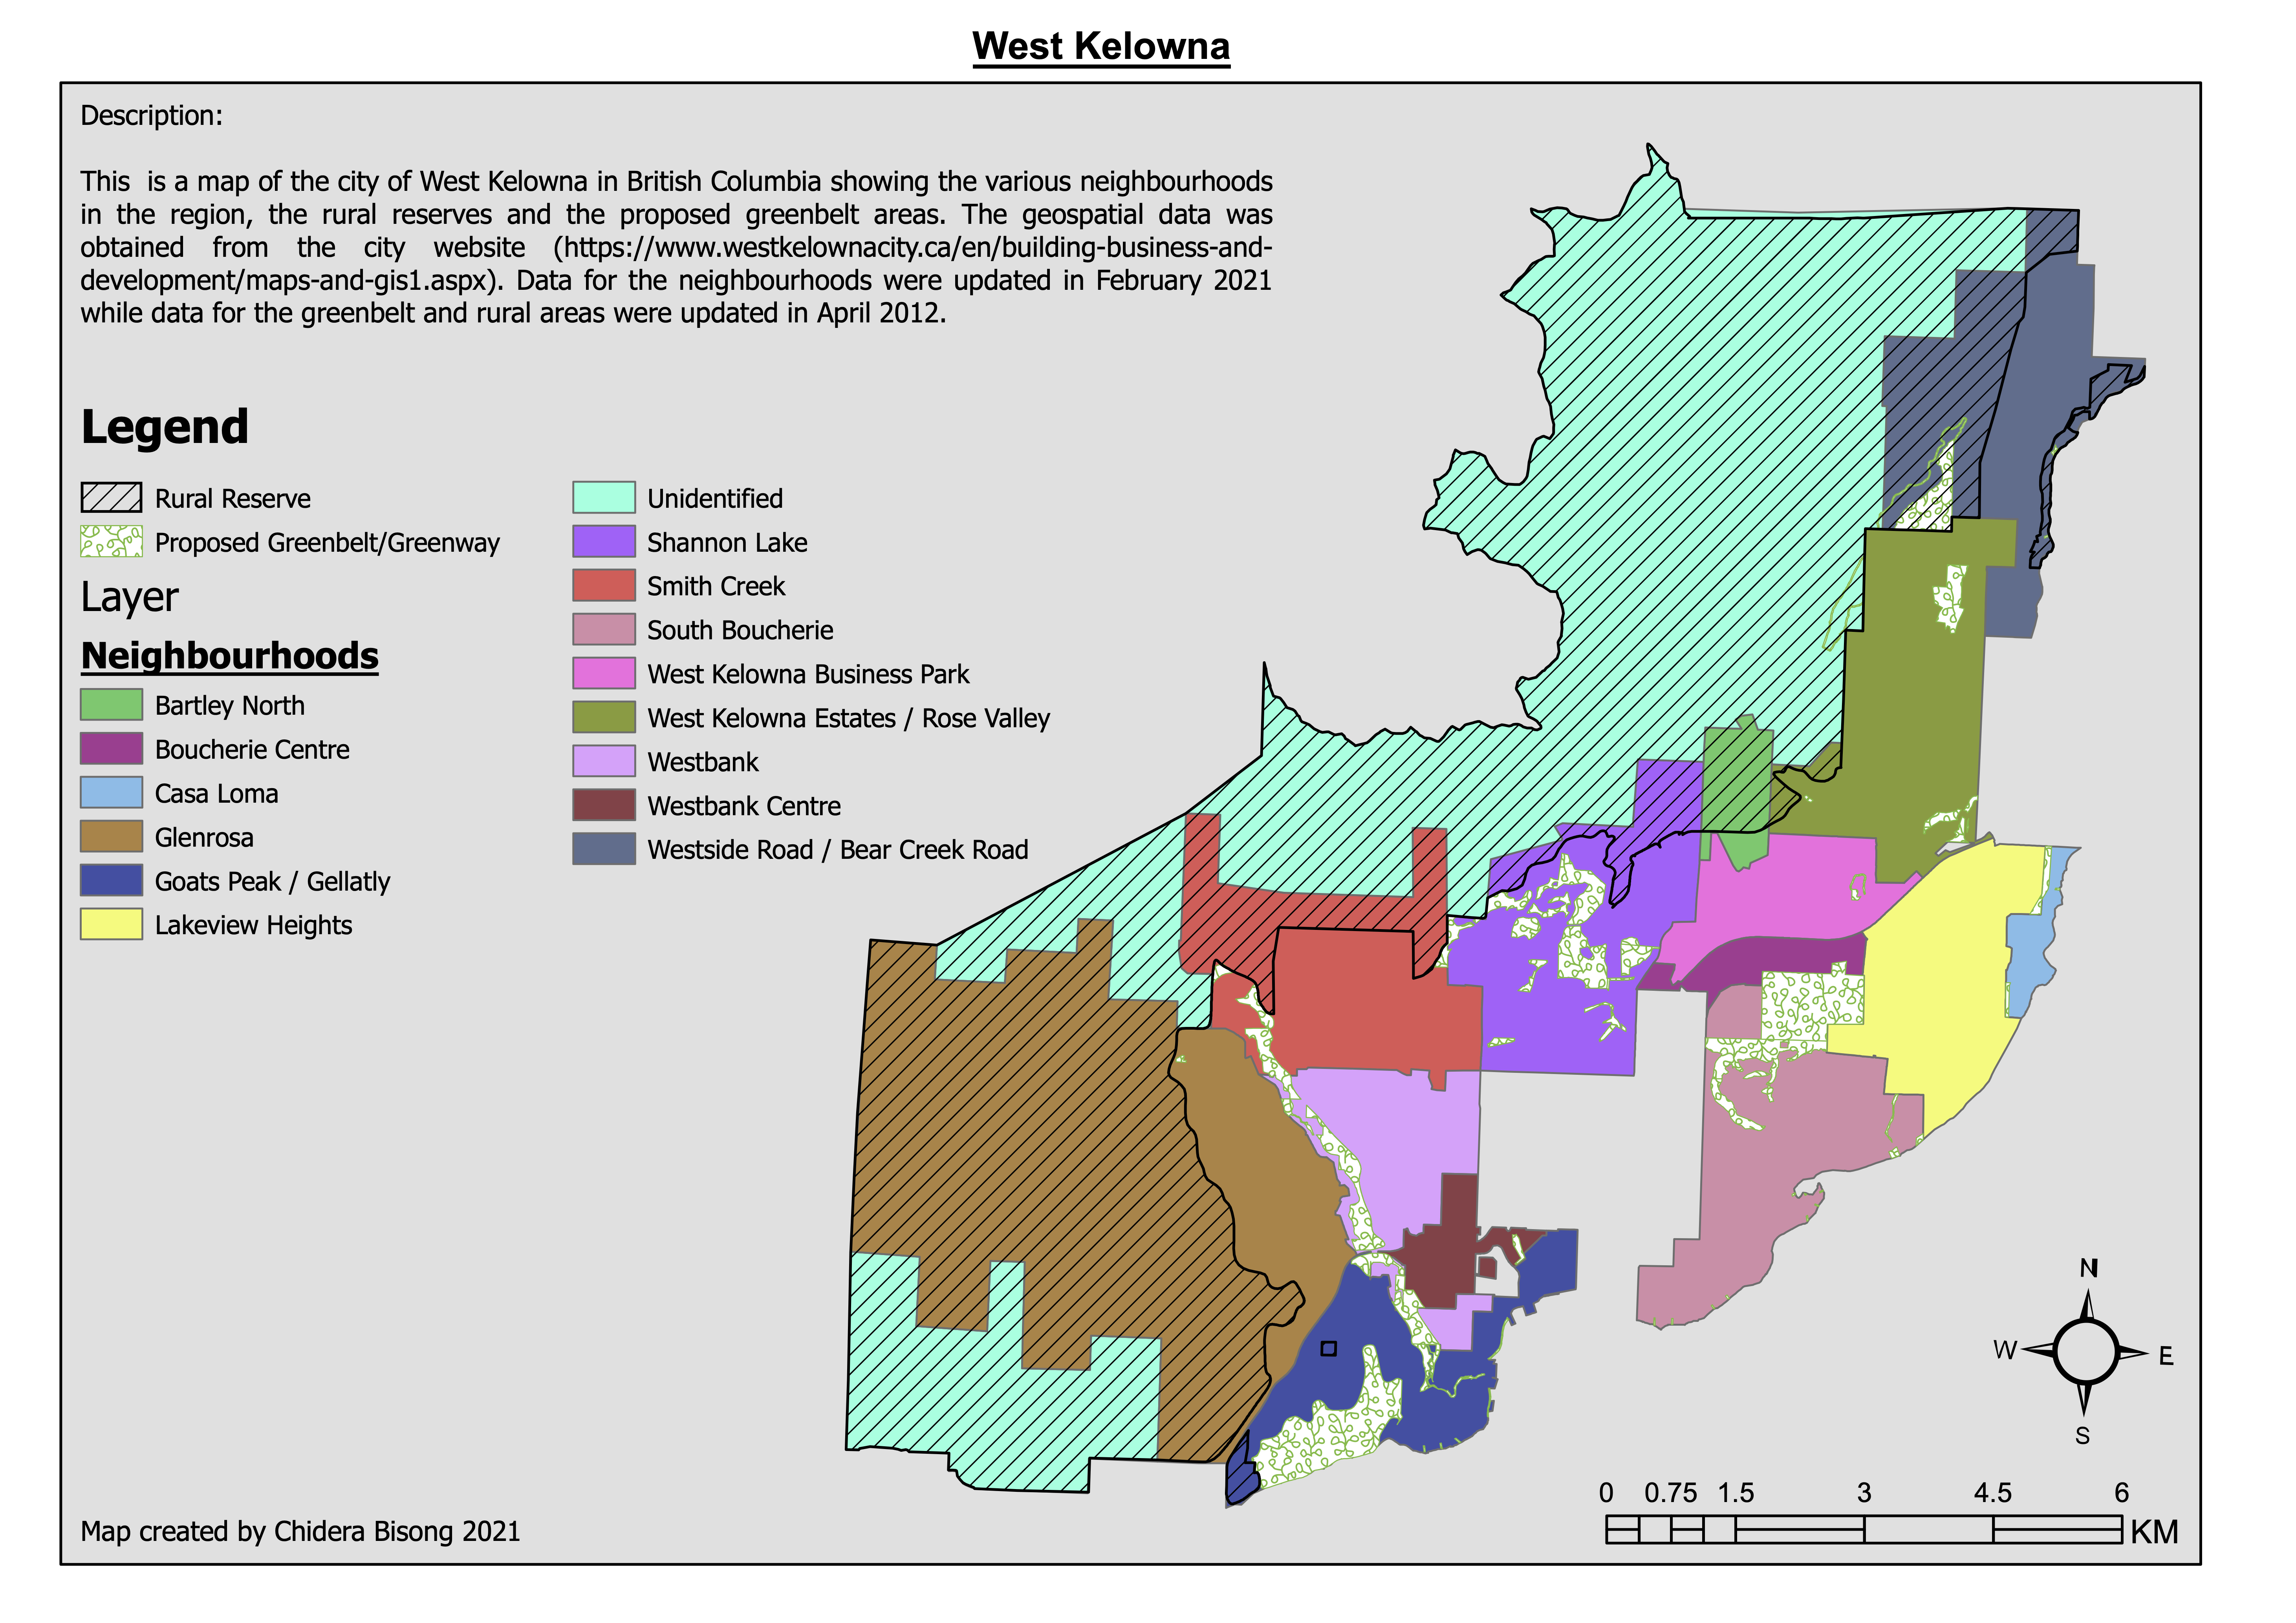 West Kelowna
Description:
This is a map of the city of West Kelowna in British Columbia showing the various neighbourhoods
in the region, the rural reserves and the proposed greenbelt areas. The geospatial data was
obtained from the city website (https://www.westkelownacity.ca/en/building-business-and-
development/maps-and-gis1.aspx). Data for the neighbourhoods were updated in February 2021
while data for the greenbelt and rural areas were updated in April 2012.
Legend
Rural Reserve
Proposed Greenbelt/Greenway
Layer
Neighbourhoods
Bartley North
Boucherie Centre
Casa Loma
Glenrosa
Goats Peak / Gellatly
Lakeview Heights
Unidentified
Shannon Lake
Smith Creek
South Boucherie
West Kelowna Business Park
West Kelowna Estates / Rose Valley
Westbank
Westbank Centre
Westside Road / Bear Creek Road
N
W E
S
0 0.75 1.5 3 4.5 6
KM
Map created by Chidera Bisong 2021